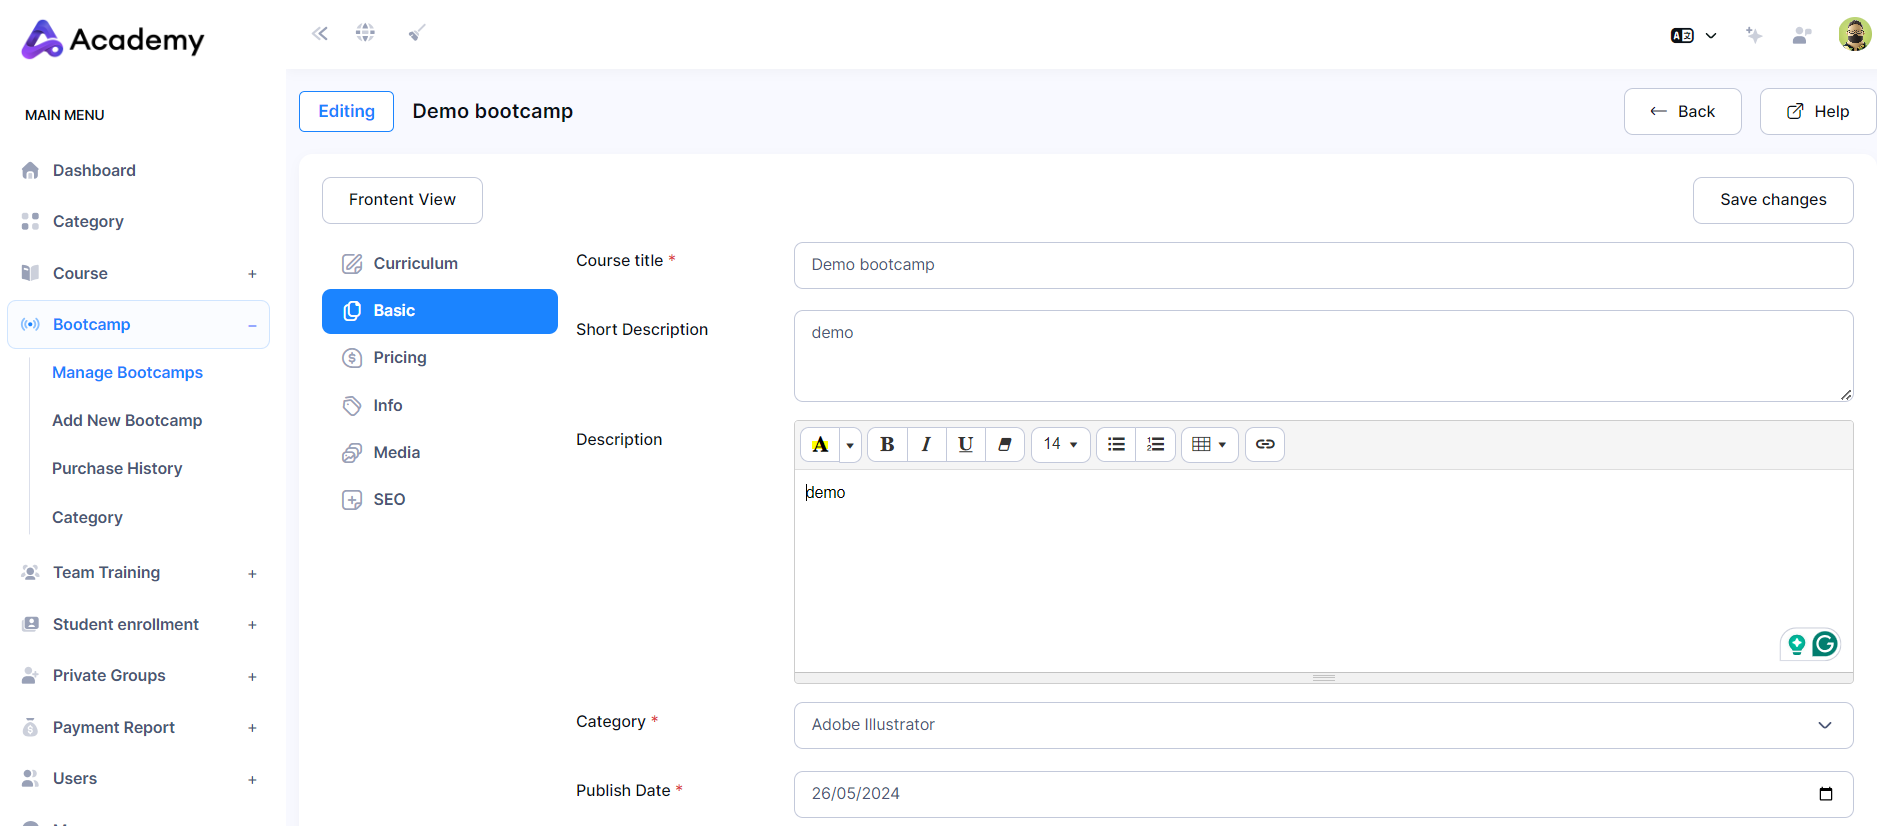 Academy
MAIN MENU
Dashboard
Category
Course +
Bootcamp –
Manage Bootcamps
Add New Bootcamp
Purchase History
Category
Team Training +
Student enrollment +
Private Groups +
Payment Report +
Users +
Editing
Demo bootcamp
Back
Help
Frontent View
Save changes
Curriculum
Basic
Pricing
Info
Media
SEO
Course title *
Demo bootcamp
Short Description
demo
Description
A B I U 14
demo
Category *
Adobe Illustrator
Publish Date *
26/05/2024